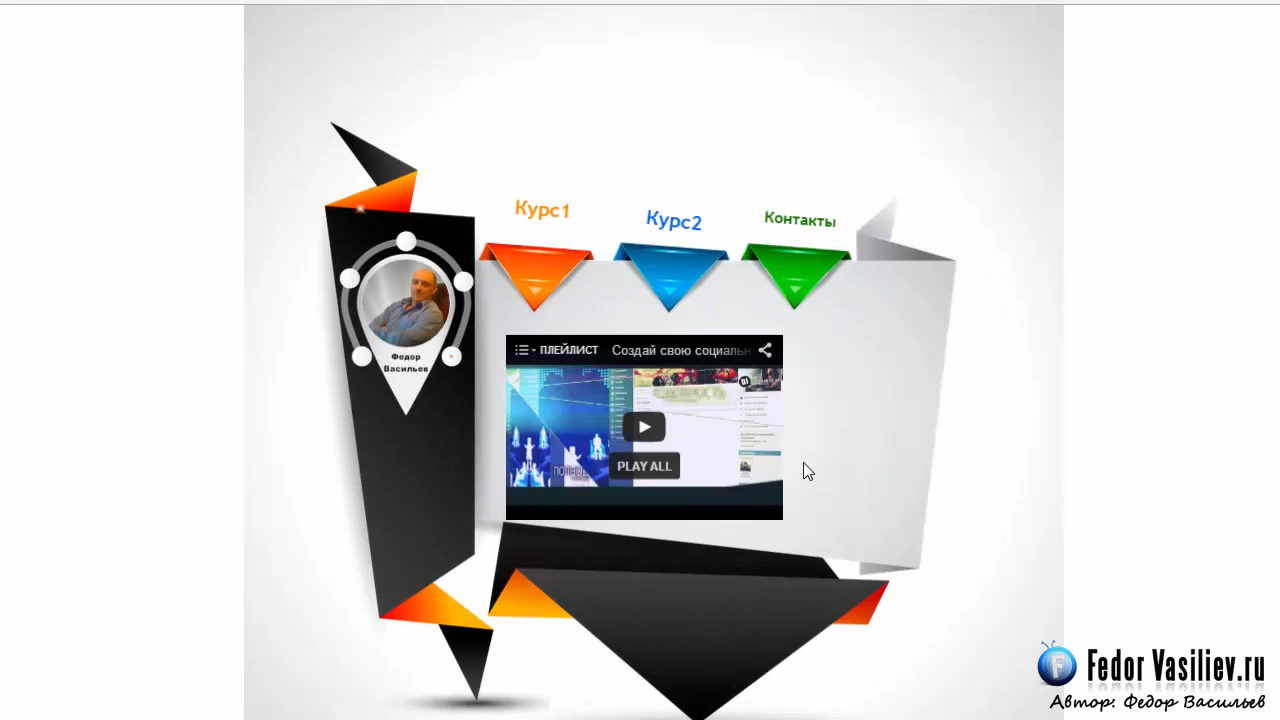 Курс1
Курс2
Контакты
Федор
Васильев
ПЛЕЙЛИСТ Создай свою социальн
PLAY ALL
Fedor Vasiliev.ru
Автор: Федор Васильев